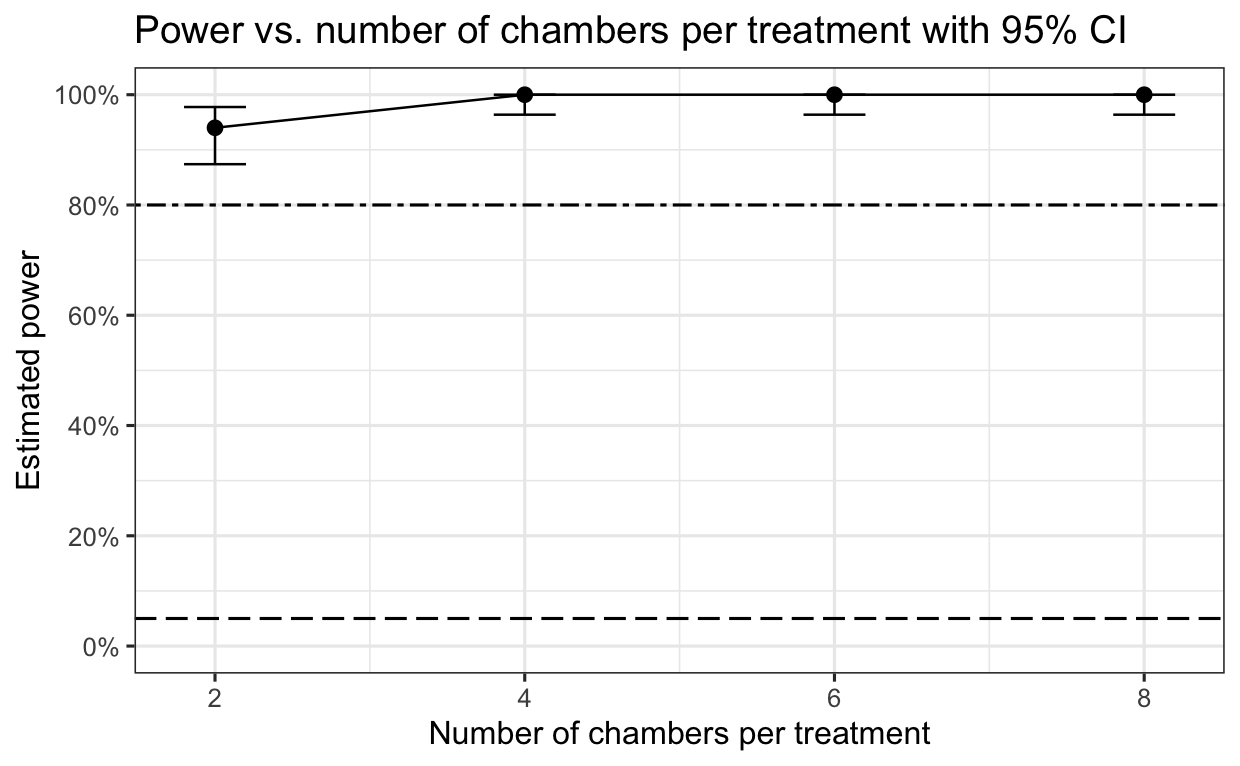 Power vs. number of chambers per treatment with 95% CI
100%
80%
60%
40%
20%
0%
Estimated power
2 4 6 8
Number of chambers per treatment